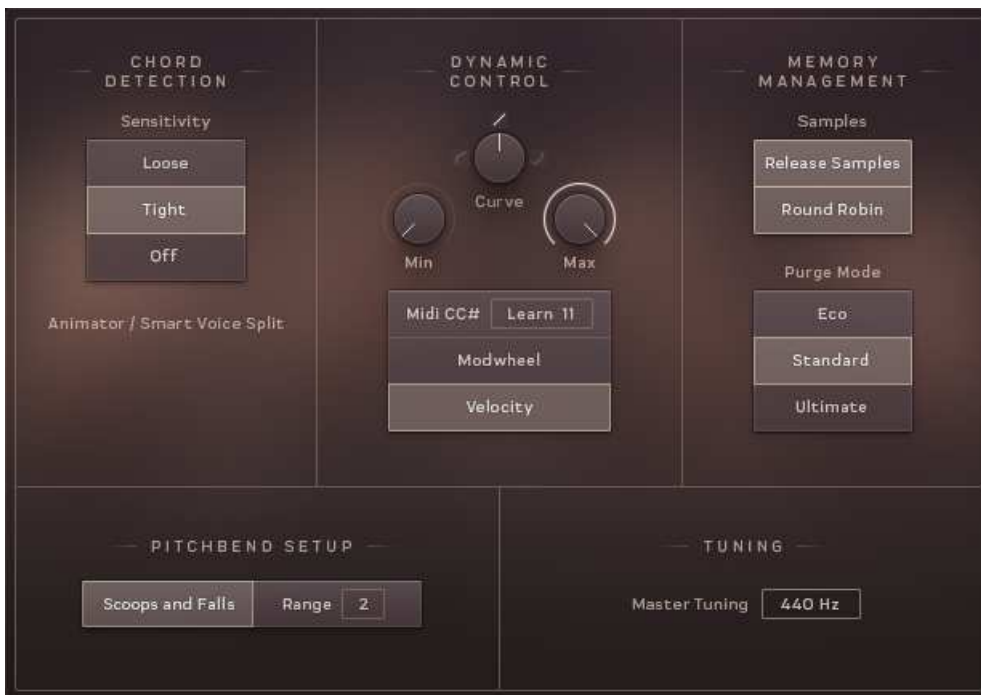 CHORD
DETECTION
Sensitivity
Loose
Tight
Off
Animator / Smart Voice Split
DYNAMIC
CONTROL
Curve
Min
Max
Midi CC# Learn 11
Modwheel
Velocity
MEMORY
MANAGEMENT
Samples
Release Samples
Round Robin
Purge Mode
Eco
Standard
Ultimate
PITCHBEND SETUP
Scoops and Falls Range 2
TUNING
Master Tuning 440 Hz